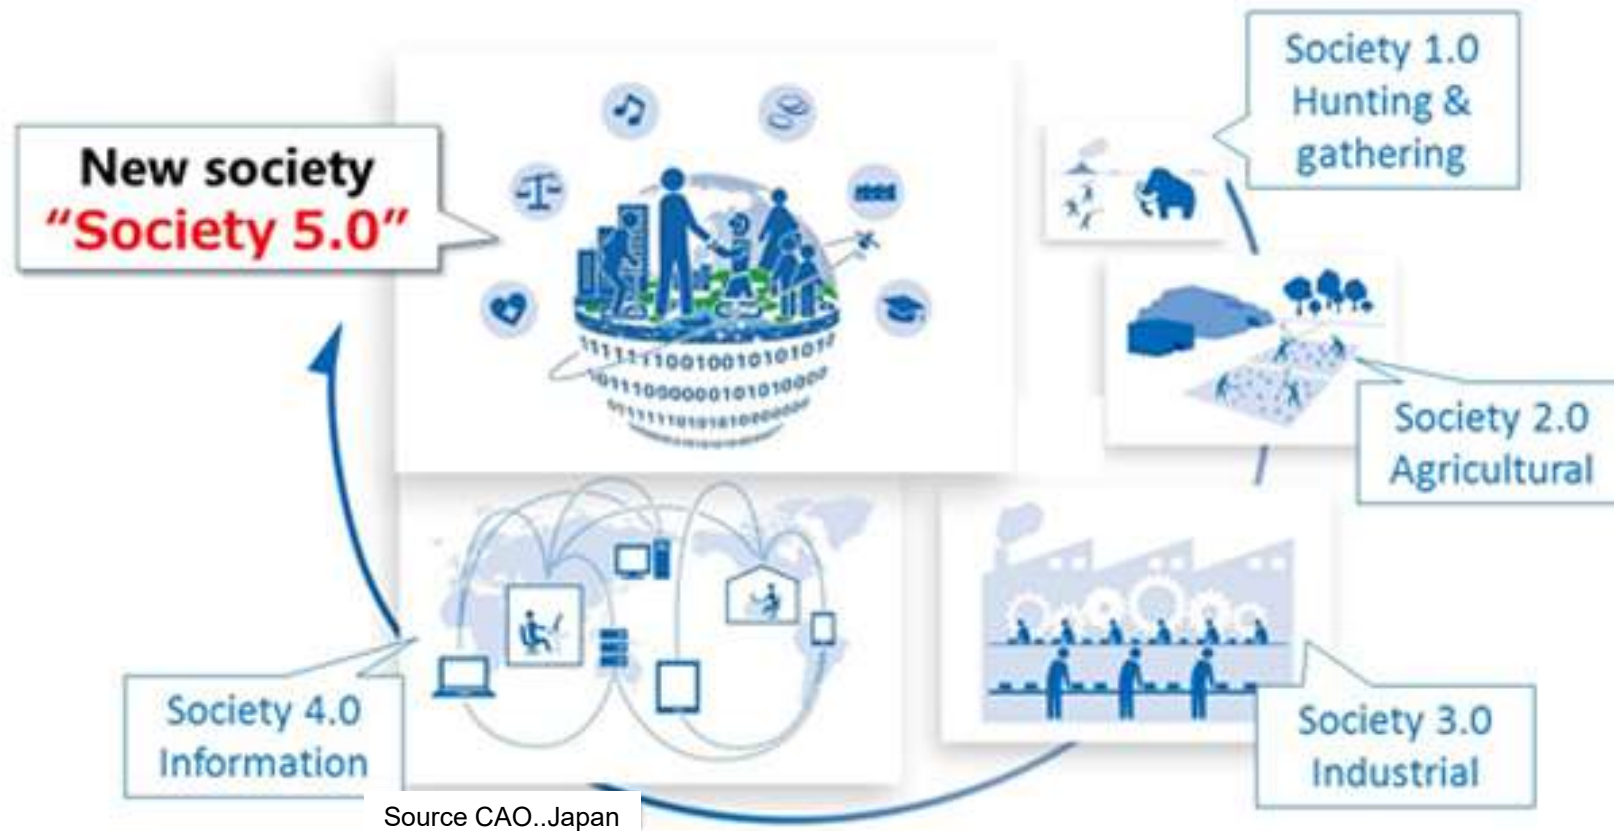 New society
“Society 5.0”
Society 1.0
Hunting &
gathering
Society 2.0
Agricultural
Society 3.0
Industrial
Society 4.0
Information
Source CAO..Japan